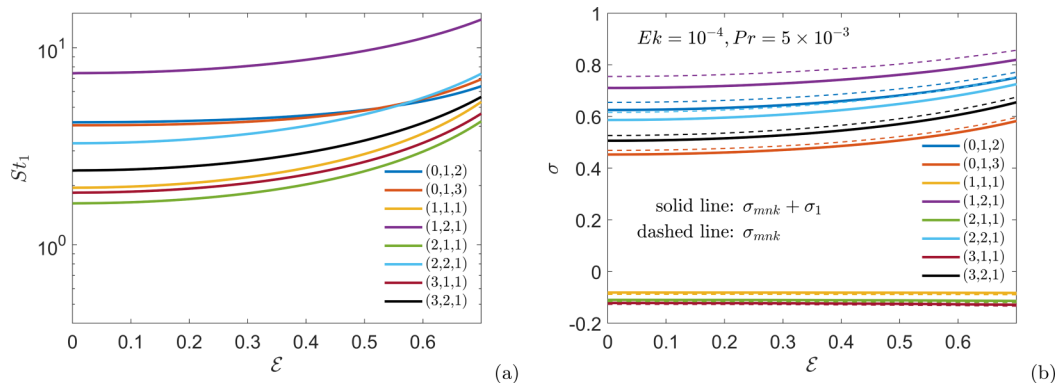 10^1
10^0
St_1
0 0.1 0.2 0.3 0.4 0.5 0.6
ℰ
(0,1,2)
(0,1,3)
(1,1,1)
(1,2,1)
(2,1,1)
(2,2,1)
(3,1,1)
(3,2,1)
(a)
1
0.8
0.6
0.4
0.2
0
-0.2
σ
Ek = 10^{-4}, Pr = 5 × 10^{-3}
solid line: σ_{mnk} + σ_1
dashed line: σ_{mnk}
(0,1,2)
(0,1,3)
(1,1,1)
(1,2,1)
(2,1,1)
(2,2,1)
(3,1,1)
(3,2,1)
0 0.1 0.2 0.3 0.4 0.5 0.6
ℰ
(b)